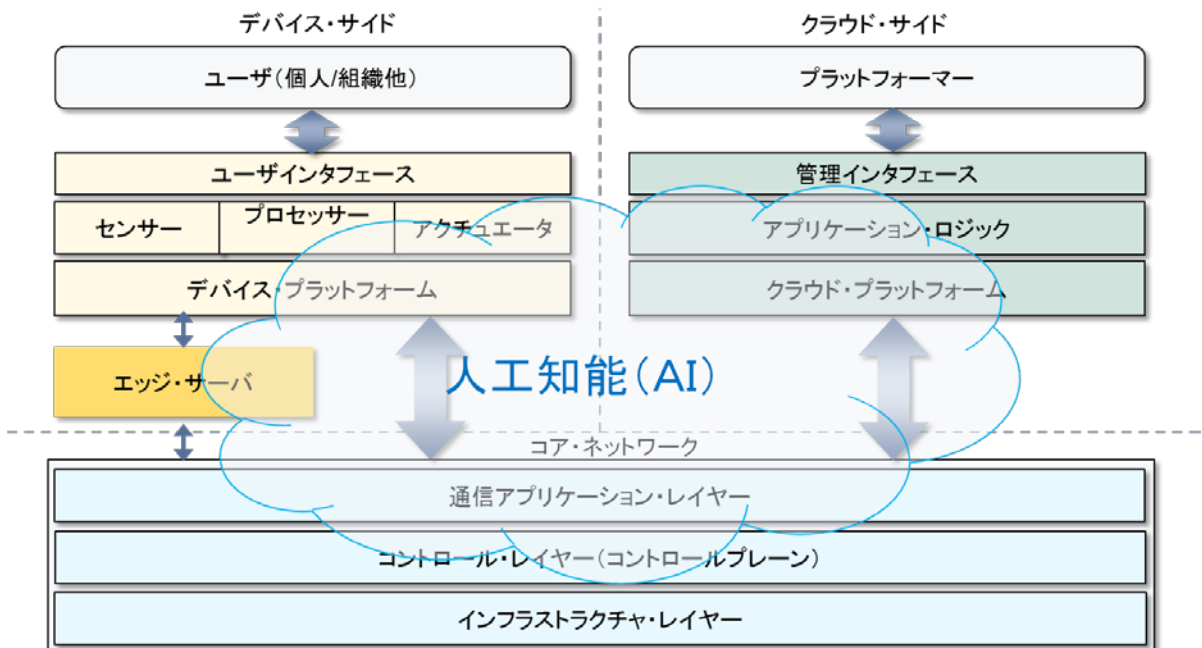 デバイス・サイド
クラウド・サイド
ユーザ(個人/組織他)
プラットフォーマー
ユーザインタフェース
管理インタフェース
センサー
プロセッサー
アクチュエータ
アプリケーション・ロジック
デバイス・プラットフォーム
クラウド・プラットフォーム
エッジ・サーバ
人工知能(AI)
コア・ネットワーク
通信アプリケーション・レイヤー
コントロール・レイヤー(コントロールプレーン)
インフラストラクチャ・レイヤー